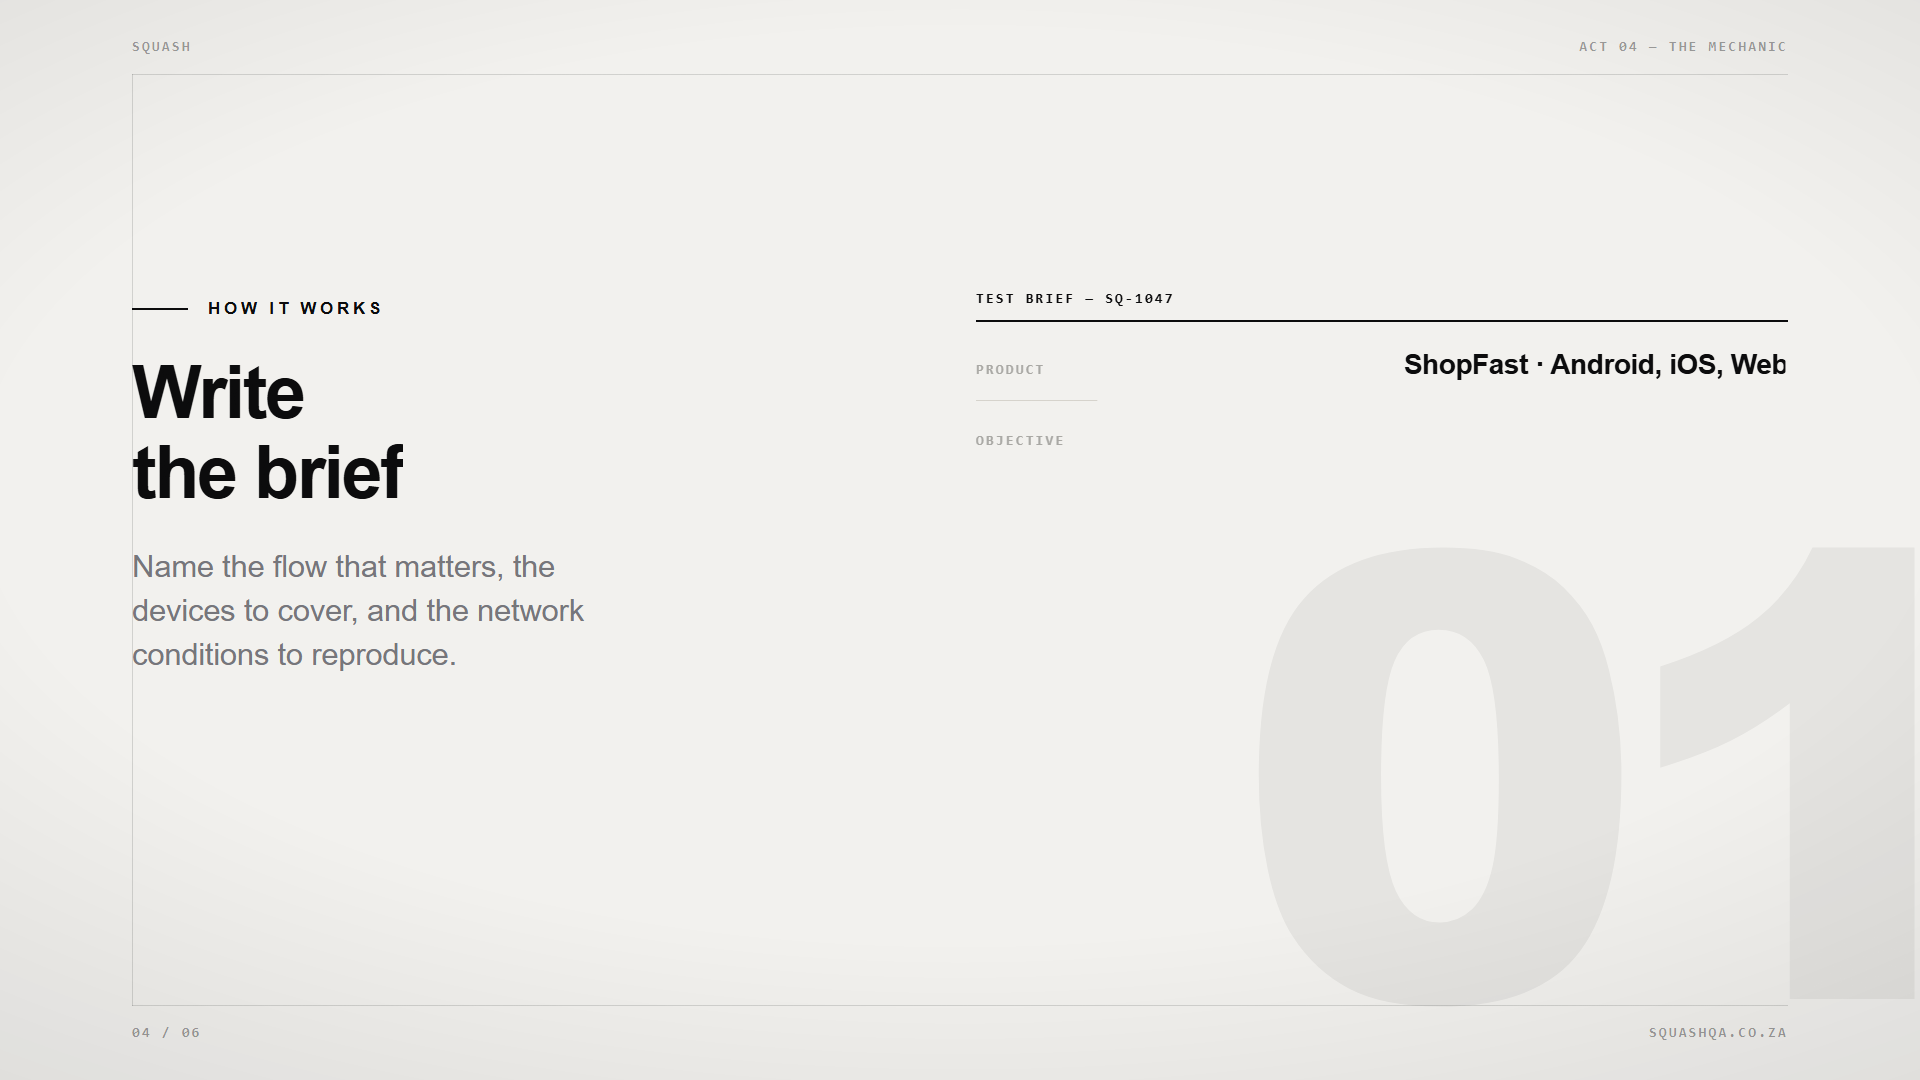 SQUASH
ACT 04 — THE MECHANIC
HOW IT WORKS
Write
the brief
Name the flow that matters, the
devices to cover, and the network
conditions to reproduce.
TEST BRIEF — SQ-1047
PRODUCT
ShopFast · Android, iOS, Web
OBJECTIVE
01
04 / 06
SQUASHQA.CO.ZA